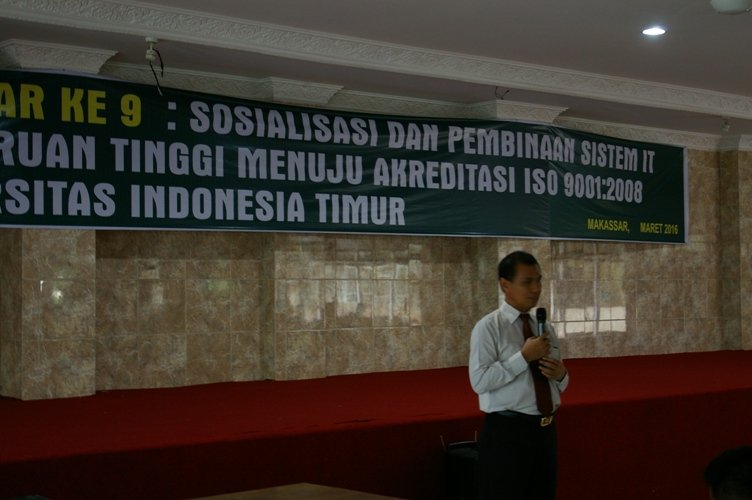 AR KE 9 : SOSIALISASI DAN PEMBINAAN SISTEM IT
RUAN TINGGI MENUJU AKREDITASI ISO 9001:2008
RSITAS INDONESIA TIMUR
MAKASSAR, MARET 2016